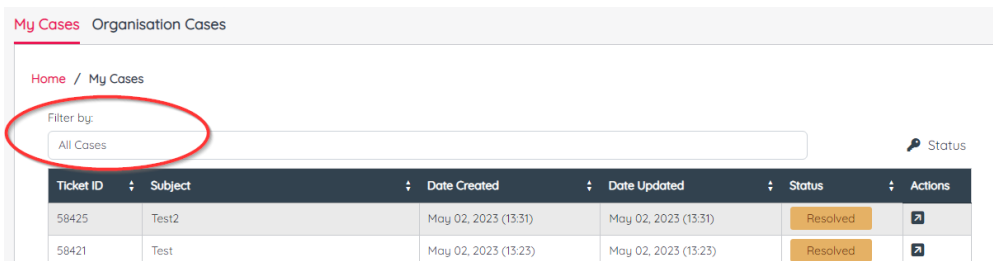 My Cases Organisation Cases
Home / My Cases
Filter by:
All Cases
Status
Ticket ID Subject Date Created Date Updated Status Actions
58425 Test2 May 02, 2023 (13:31) May 02, 2023 (13:31) Resolved
58421 Test May 02, 2023 (13:23) May 02, 2023 (13:23) Resolved